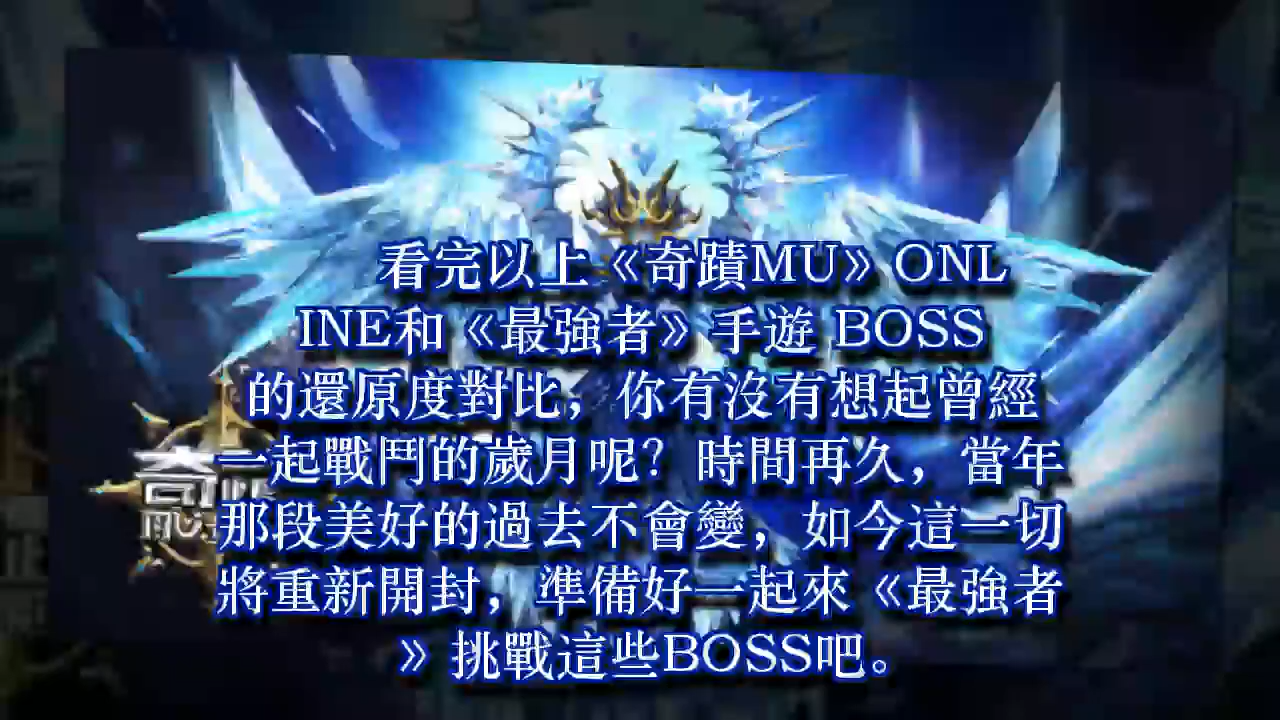 看完以上《奇蹟MU》ONL
INE和《最強者》手遊 BOSS
的還原度對比，你有沒有想起曾經
一起戰鬥的歲月呢？時間再久，當年
那段美好的過去不會變，如今這一切
將重新開封，準備好一起來《最強者
》挑戰這些BOSS吧。
奇